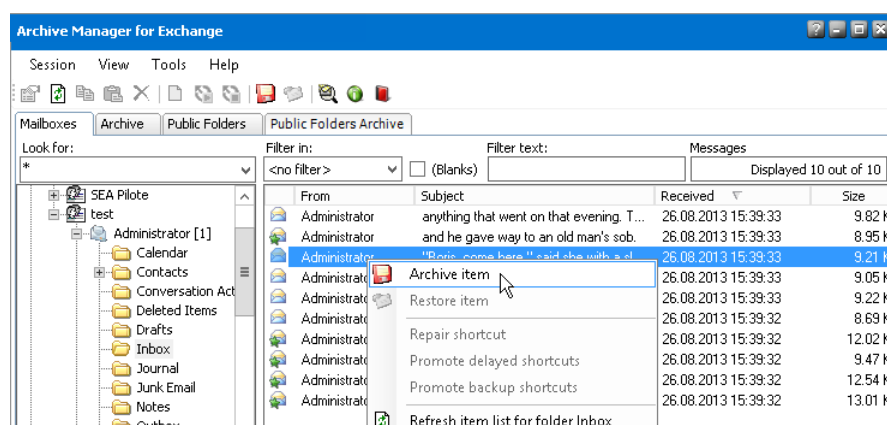 Archive Manager for Exchange
Session View Tools Help
Mailboxes Archive Public Folders Public Folders Archive
Look for: Filter in: Filter text: Messages
* <no filter> (Blanks) Displayed 10 out of 10
From Subject Received Size
SEA Pilote
test
Administrator [1]
Calendar
Contacts
Conversation Act
Deleted Items
Drafts
Inbox
Journal
Junk Email
Notes
Outbox
Administrator anything that went on that evening. T... 26.08.2013 15:39:33 9.82 K
Administrator and he gave way to an old man's sob. 26.08.2013 15:39:33 8.95 K
Administrator "Boris, come here," said she with a sl 26.08.2013 15:39:33 9.21 K
Administrato 26.08.2013 15:39:33 9.05 K
Administrato 26.08.2013 15:39:33 9.22 K
Administrato 26.08.2013 15:39:32 8.69 K
Administrato 26.08.2013 15:39:32 12.02 K
Administrato 26.08.2013 15:39:32 9.47 K
Administrato 26.08.2013 15:39:32 12.54 K
Administrato 26.08.2013 15:39:32 13.01 K
Archive item
Restore item
Repair shortcut
Promote delayed shortcuts
Promote backup shortcuts
Refresh item list for folder Inbox